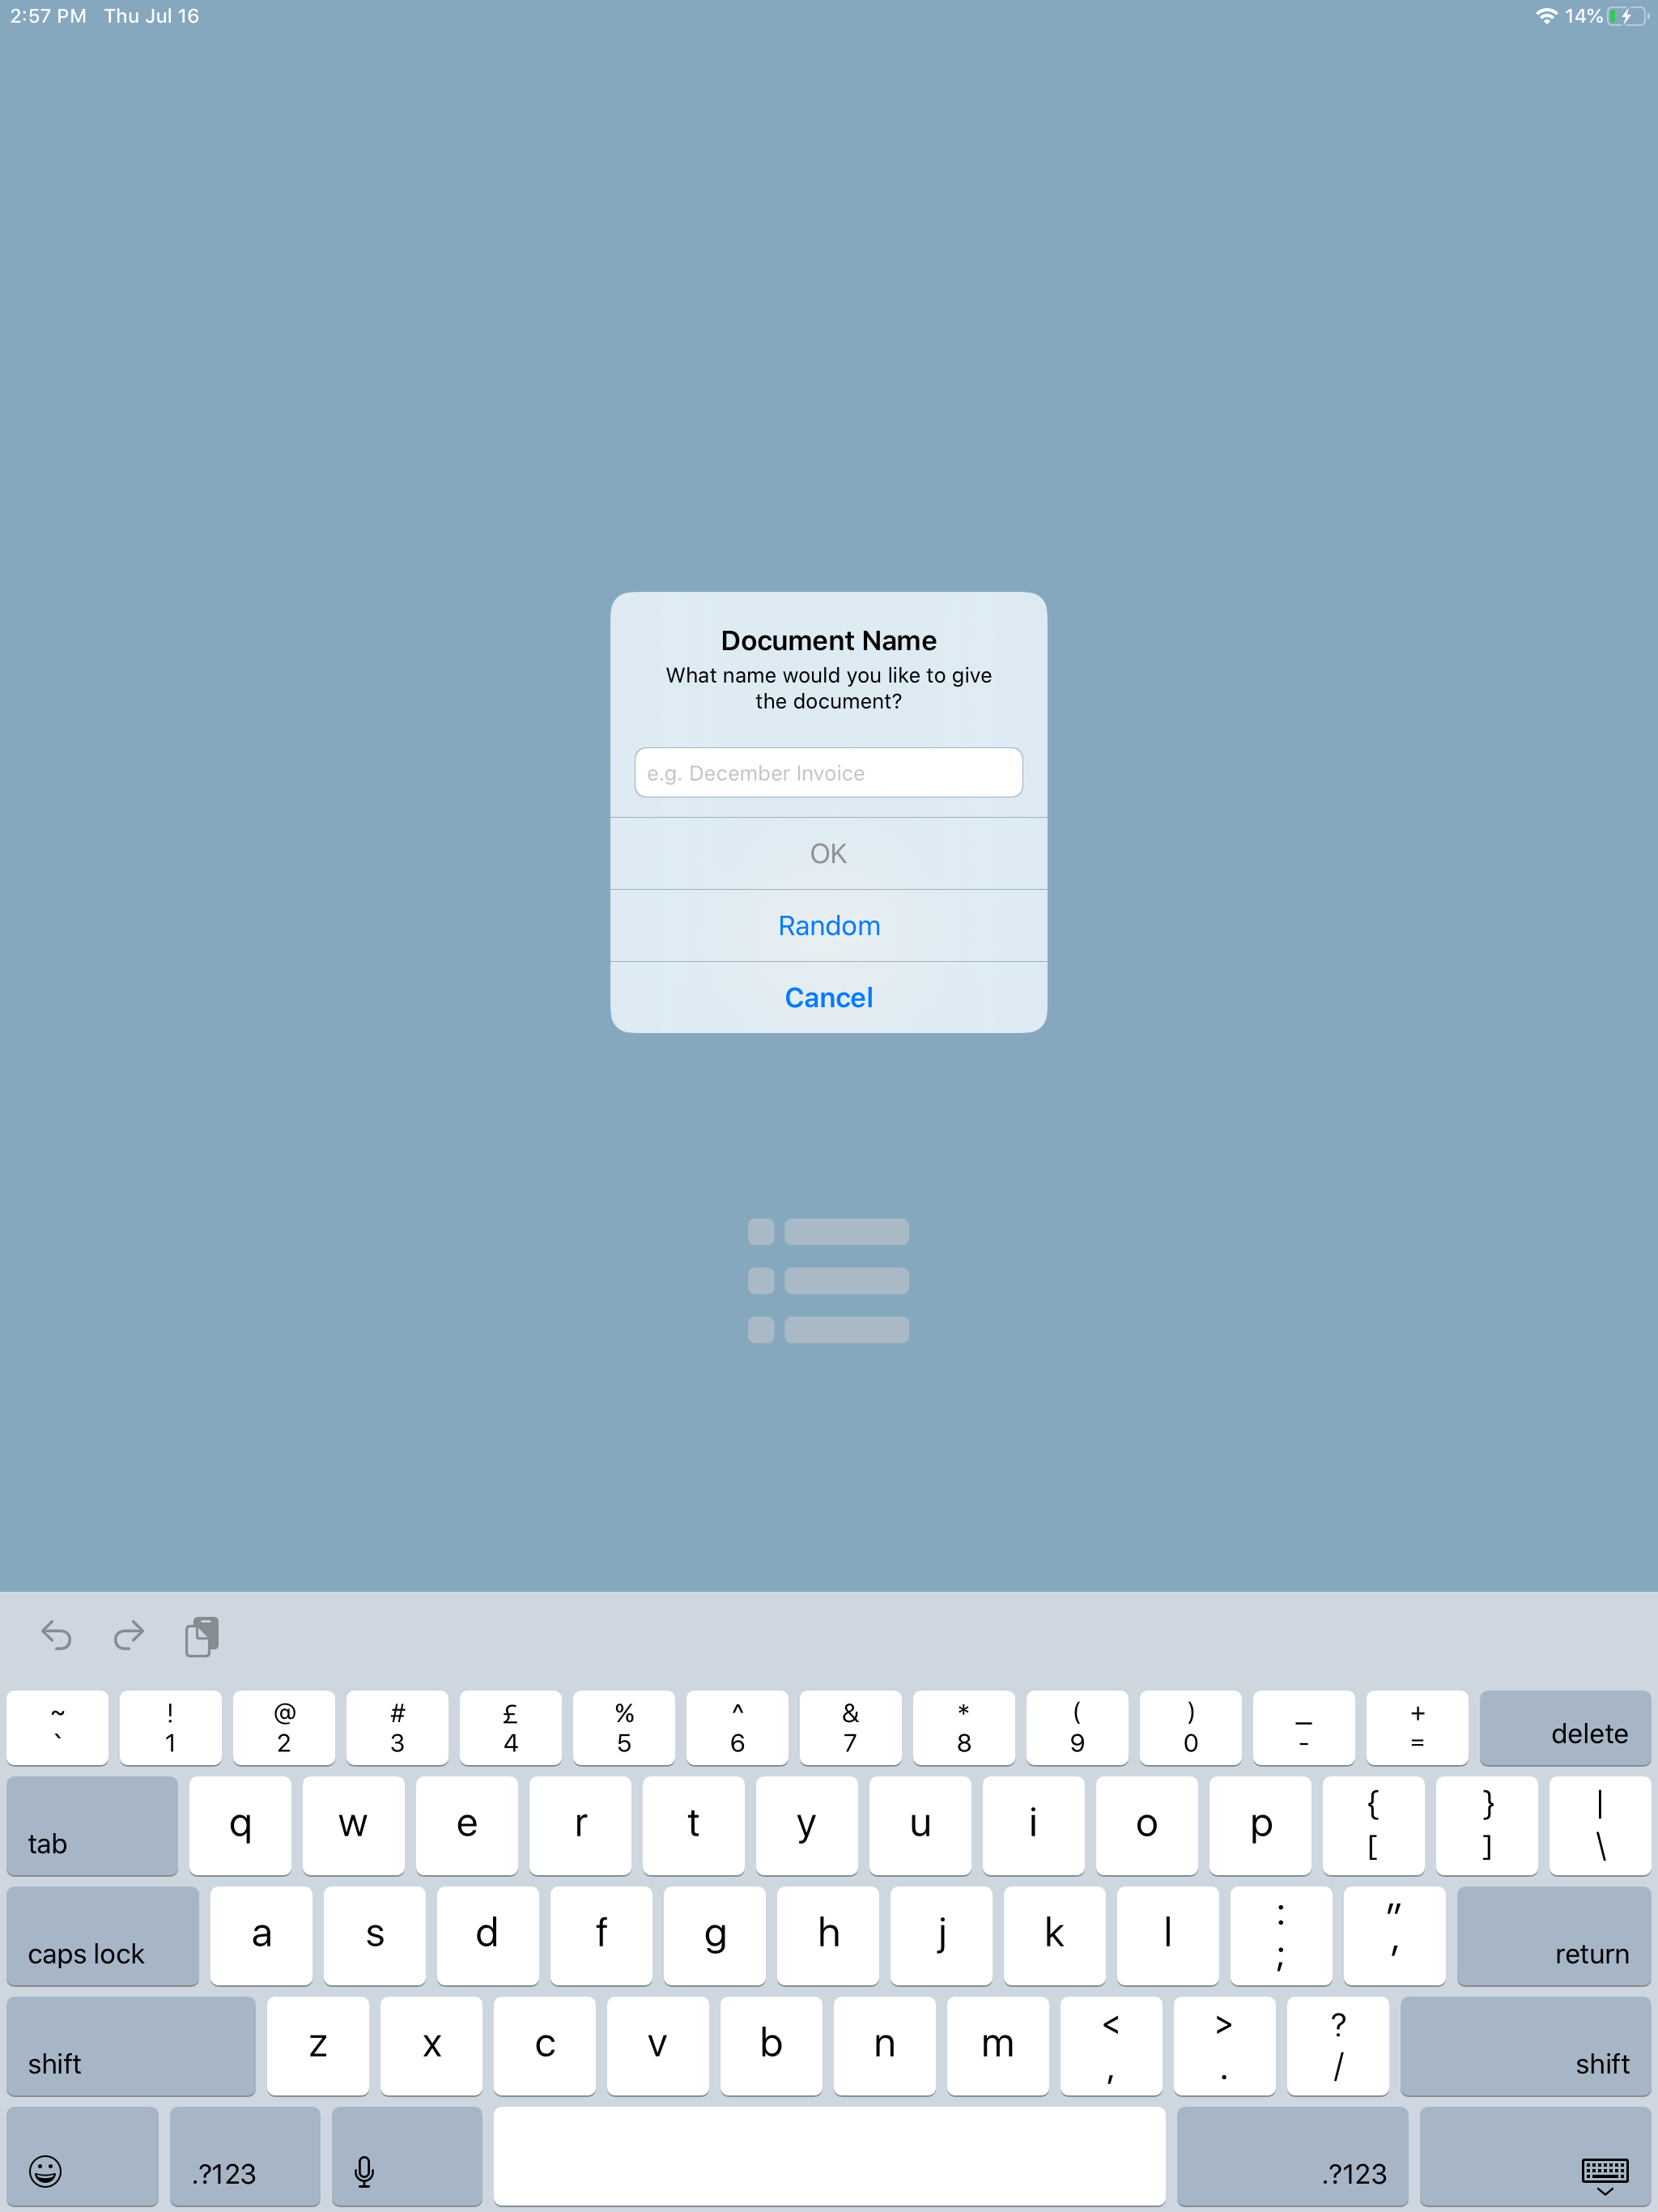 2:57 PM Thu Jul 16 14%
Document Name
What name would you like to give
the document?
e.g. December Invoice
OK
Random
Cancel
~ ! @ # £ % ^ & * ( ) _ +
` 1 2 3 4 5 6 7 8 9 0 - = delete
tab q w e r t y u i o p { [ } ] | \
caps lock a s d f g h j k l : ; " ' return
shift z x c v b n m < , > . ? / shift
.?123 .?123